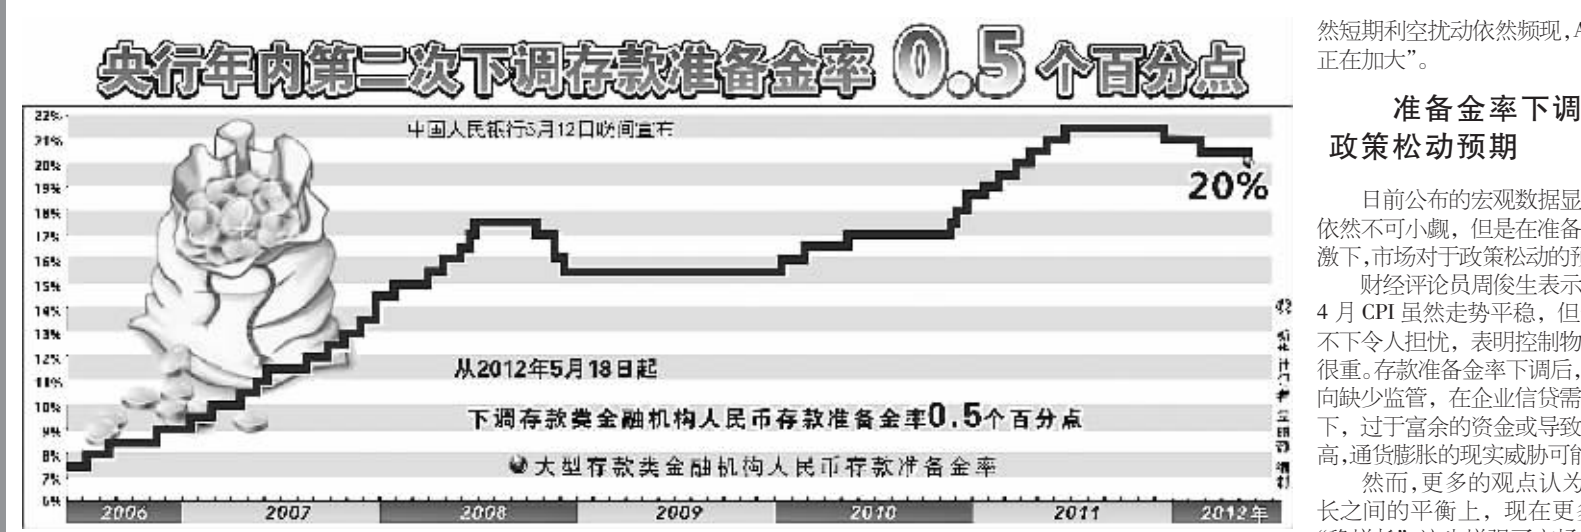 央行年内第二次下调存款准备金率0.5个百分点
中国人民银行5月12日晚间宣布
22%
21%
20%
19%
18%
17%
16%
15%
14%
13%
12%
11%
10%
9%
8%
7%
6%
20%
从2012年5月18日起
下调存款类金融机构人民币存款准备金率0.5个百分点
大型存款类金融机构人民币存款准备金率
2006 2007 2008 2009 2010 2011 2012年
然短期利空扰动依然频现,A
正在加大”。
准备金率下调
政策松动预期
日前公布的宏观数据显
依然不可小觑，但是在准备
激下,市场对于政策松动的预
财经评论员周俊生表示
4 月 CPI 虽然走势平稳，但
不下令人担忧，表明控制物
很重。存款准备金率下调后,
向缺少监管，在企业信贷需
下，过于富余的资金或导致
高,通货膨胀的现实威胁可能
然而,更多的观点认为
长之间的平衡上，现在更多